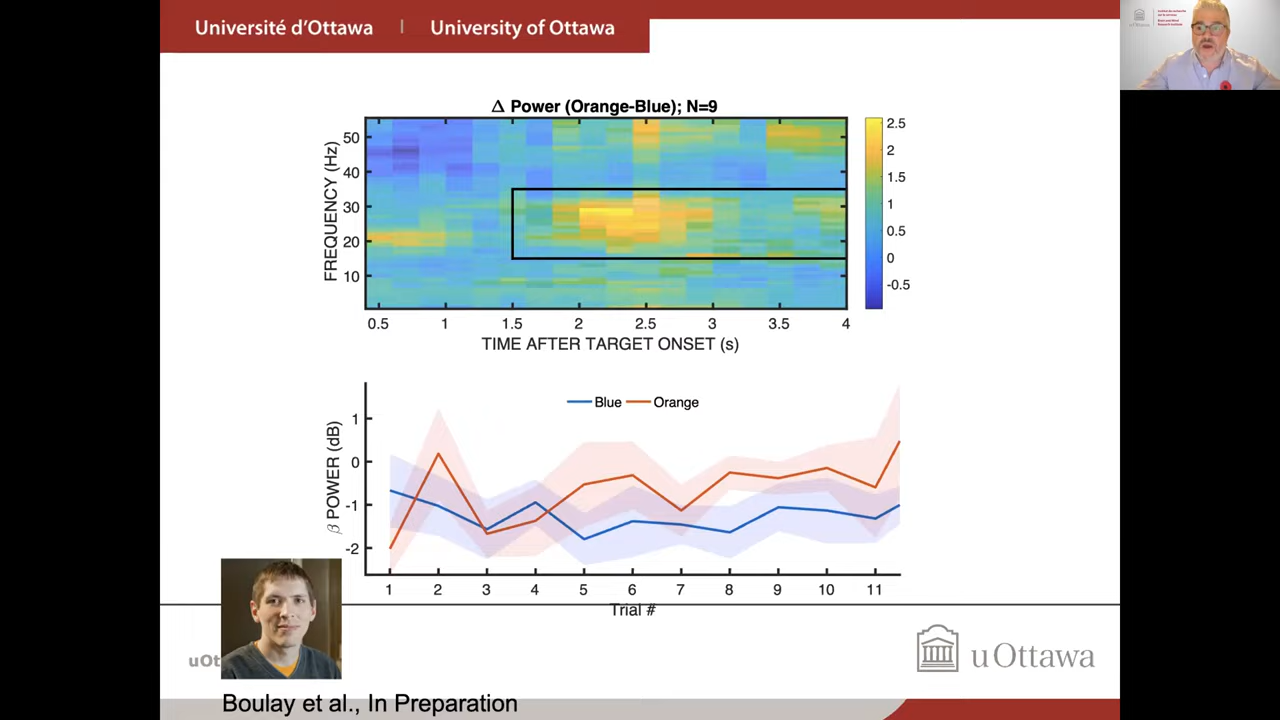 Université d'Ottawa | University of Ottawa
uOttawa
Δ Power (Orange-Blue); N=9
FREQUENCY (Hz)
50
40
30
20
10
0.5 1 1.5 2 2.5 3 3.5 4
TIME AFTER TARGET ONSET (s)
2.5
2
1.5
1
0.5
0
-0.5
Blue Orange
β POWER (dB)
1
0
-1
-2
1 2 3 4 5 6 7 8 9 10 11
Trial #
uOt
uOttawa
Boulay et al., In Preparation